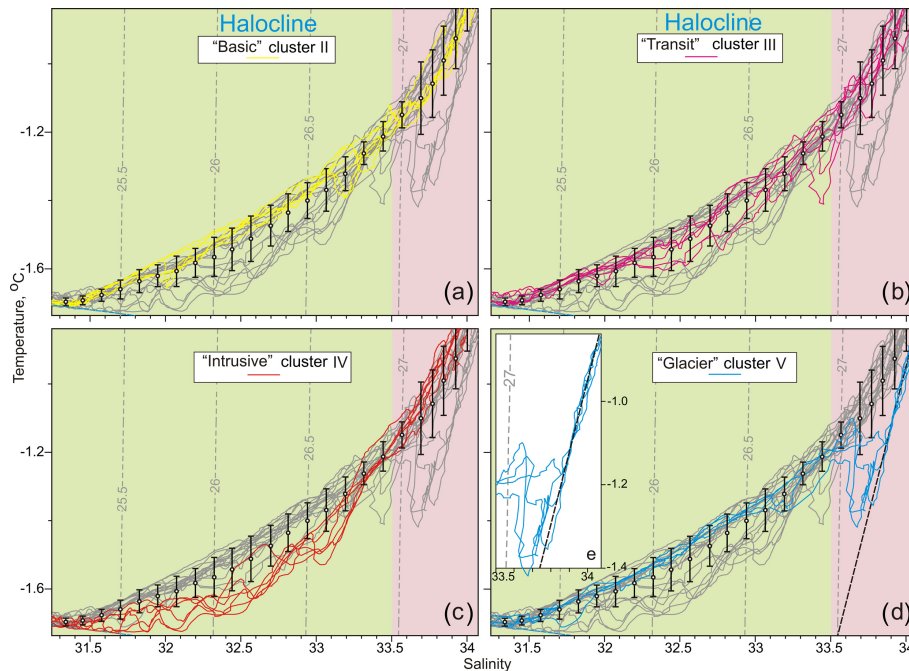 Halocline
Halocline
"Basic" cluster II
"Transit" cluster III
25.5
26
26.5
27
25.5
26
26.5
27
-1.2
-1.6
(a)
(b)
Temperature, °C
"Intrusive" cluster IV
"Glacier" cluster V
25.5
26
26.5
27
27
26
26.5
27
-1.0
-1.2
-1.4
33.5
34
e
-1.2
-1.6
(c)
(d)
31.5
32
32.5
33
33.5
34
31.5
32
32.5
33
33.5
34
Salinity